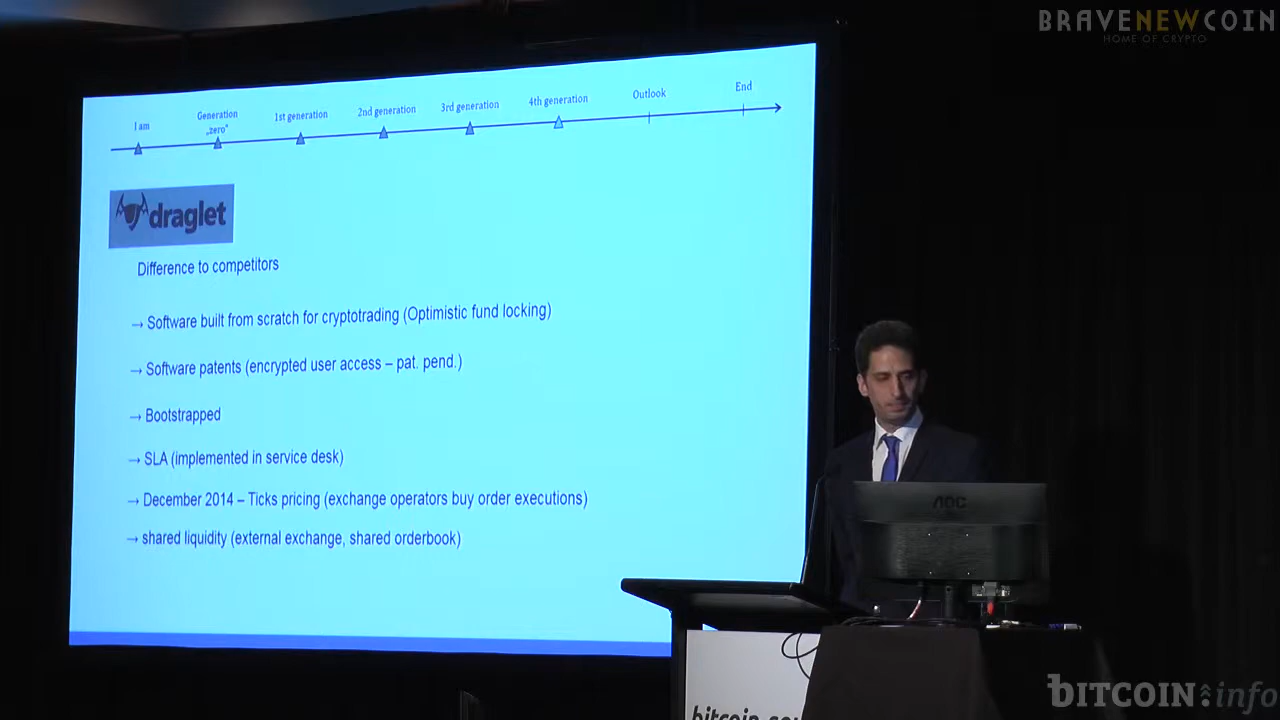 BRAVENEWCOIN
HOME OF CRYPTO
I am
Generation
„zero"
1st generation
2nd generation
3rd generation
4th generation
Outlook
End
draglet
Difference to competitors
→ Software built from scratch for cryptotrading (Optimistic fund locking)
→ Software patents (encrypted user access – pat. pend.)
→ Bootstrapped
→ SLA (implemented in service desk)
→ December 2014 – Ticks pricing (exchange operators buy order executions)
→ shared liquidity (external exchange, shared orderbook)
AOC
bitcoin
BITCOIN:info